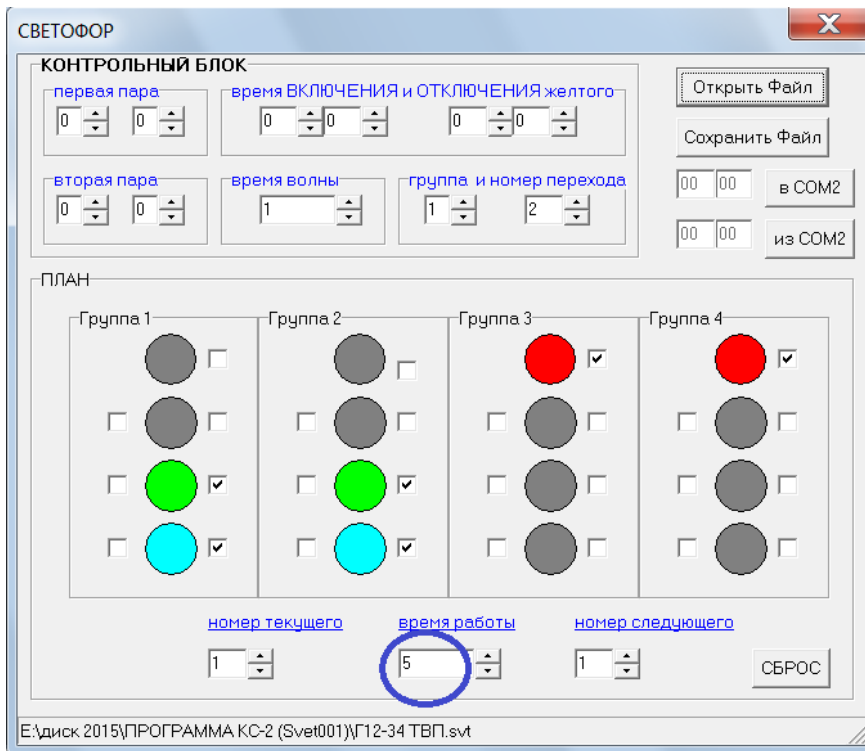 СВЕТОФОР
КОНТРОЛЬНЫЙ БЛОК
первая пара
0 0
время ВКЛЮЧЕНИЯ и ОТКЛЮЧЕНИЯ желтого
0 0 0 0
Открыть Файл
Сохранить Файл
вторая пара
0 0
время волны
1
группа и номер перехода
1 2
00 00 в COM2
00 00 из COM2
ПЛАН
Группа 1 Группа 2 Группа 3 Группа 4
номер текущего время работы номер следующего
1 5 1 СБРОС
E:\диск 2015\ПРОГРАММА КС-2 (Svet001)\Г12-34 ТВП.svt